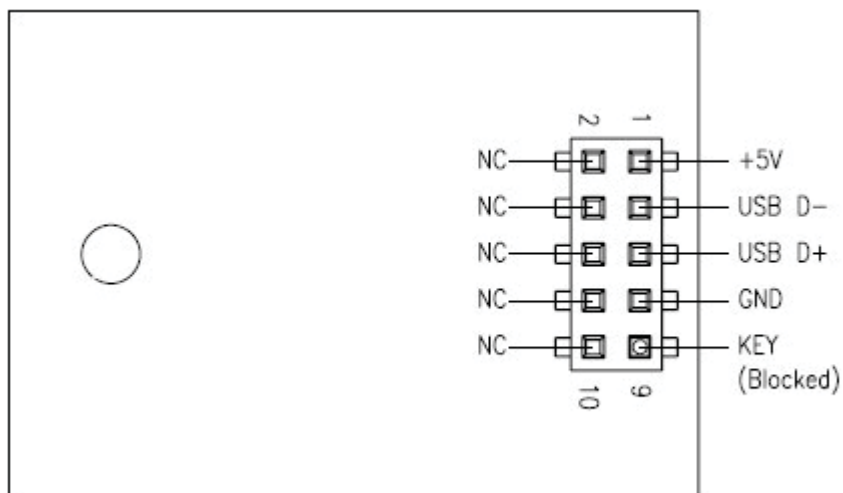 2 1
NC +5V
NC USB D-
NC USB D+
NC GND
NC KEY
(Blocked)
10 9